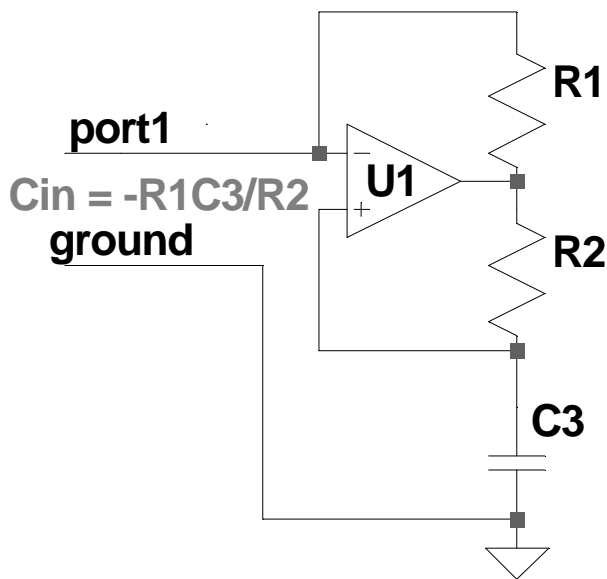 R1
port1
U1
Cin = -R1C3/R2
ground
R2
C3